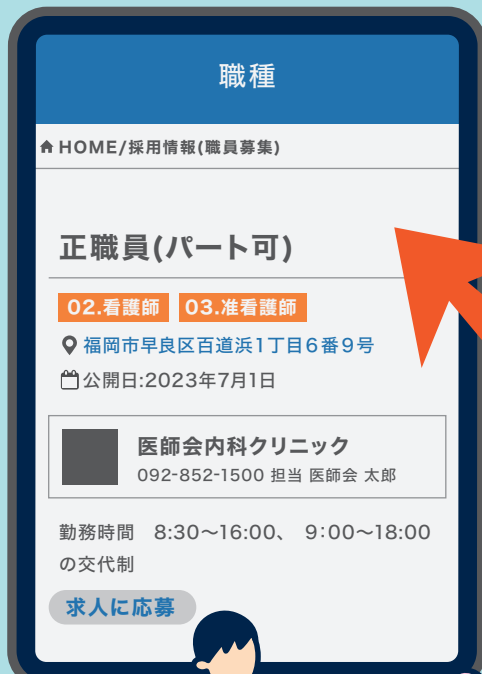 職種
HOME/採用情報(職員募集)
正職員(パート可)
02.看護師 03.准看護師
福岡市早良区百道浜1丁目6番9号
公開日:2023年7月1日
医師会内科クリニック
092-852-1500 担当 医師会 太郎
勤務時間　8:30〜16:00、 9:00〜18:00
の交代制
求人に応募